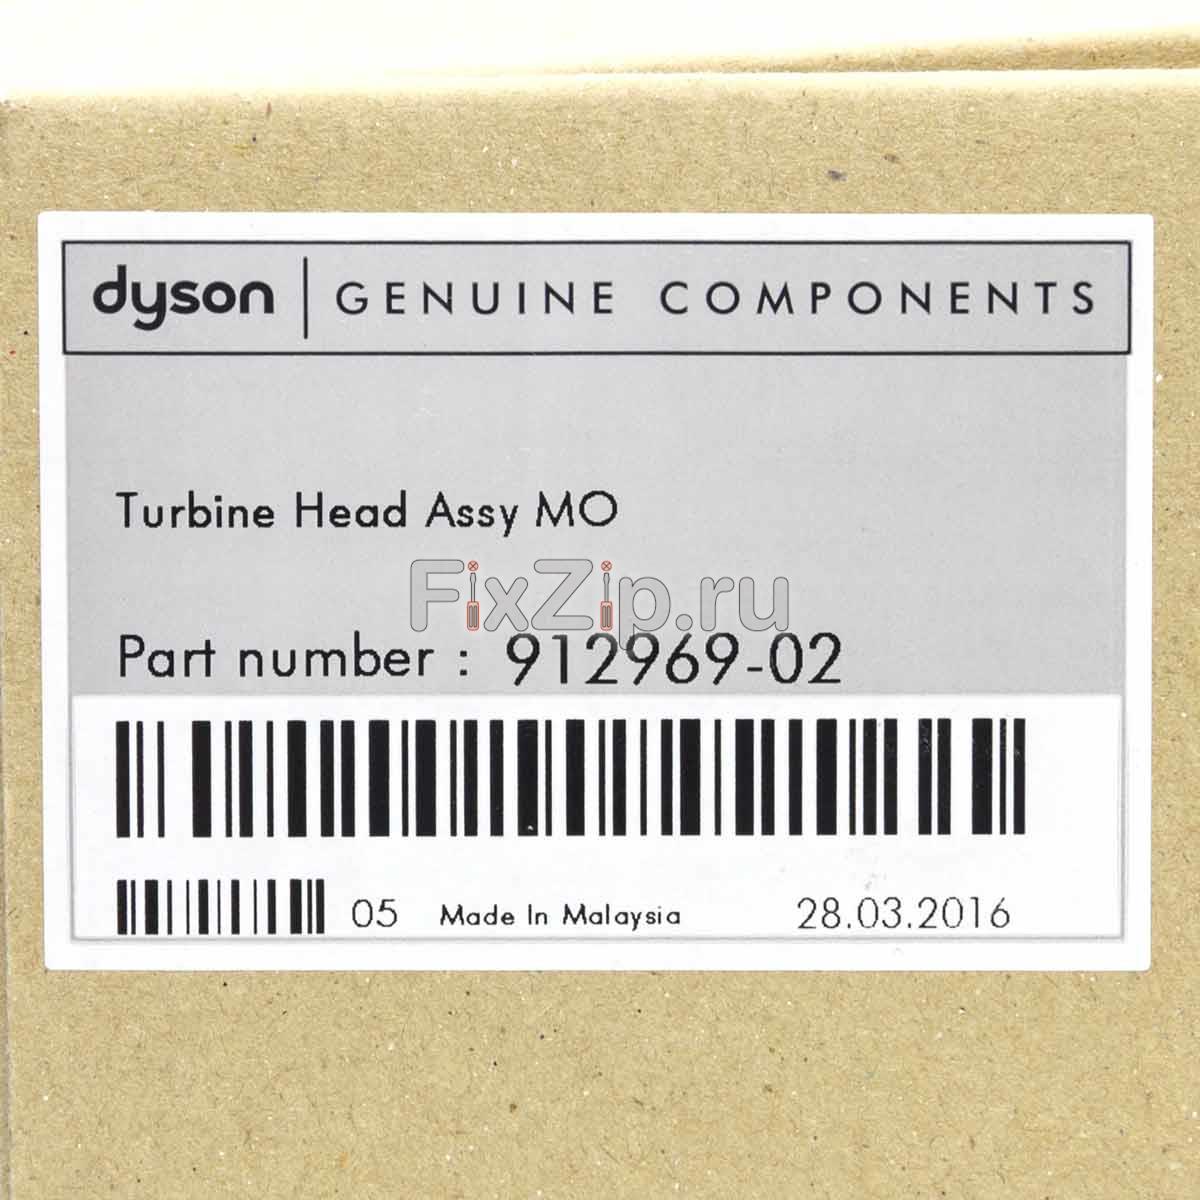 dyson | GENUINE COMPONENTS
Turbine Head Assy MO
FixZip.ru
Part number : 912969-02
05 Made In Malaysia 28.03.2016